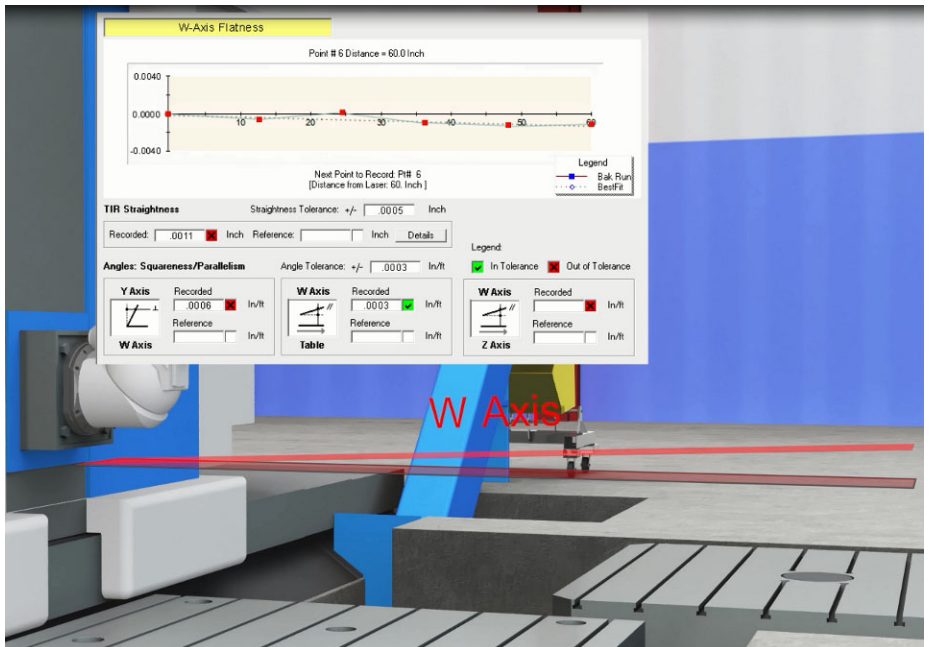 W-Axis Flatness
Point # 6 Distance = 60.0 Inch
0.0040
0.0000
10 20 30 40 50 60
-0.0040
Next Point to Record: Pt# 6
[Distance from Laser: 60. Inch ]
Legend
Bak Run
BestFit
TIR Straightness Straightness Tolerance: +/- .0005 Inch
Recorded: .0011 Inch Reference: Inch Details
Legend:
Angles: Squareness/Parallelism Angle Tolerance: +/- .0003 In/ft
In Tolerance Out of Tolerance
Y Axis Recorded
.0006 In/ft
Reference
In/ft
W Axis
W Axis Recorded
.0003 In/ft
Reference
In/ft
Table
W Axis Recorded
In/ft
Reference
In/ft
Z Axis
W Axis